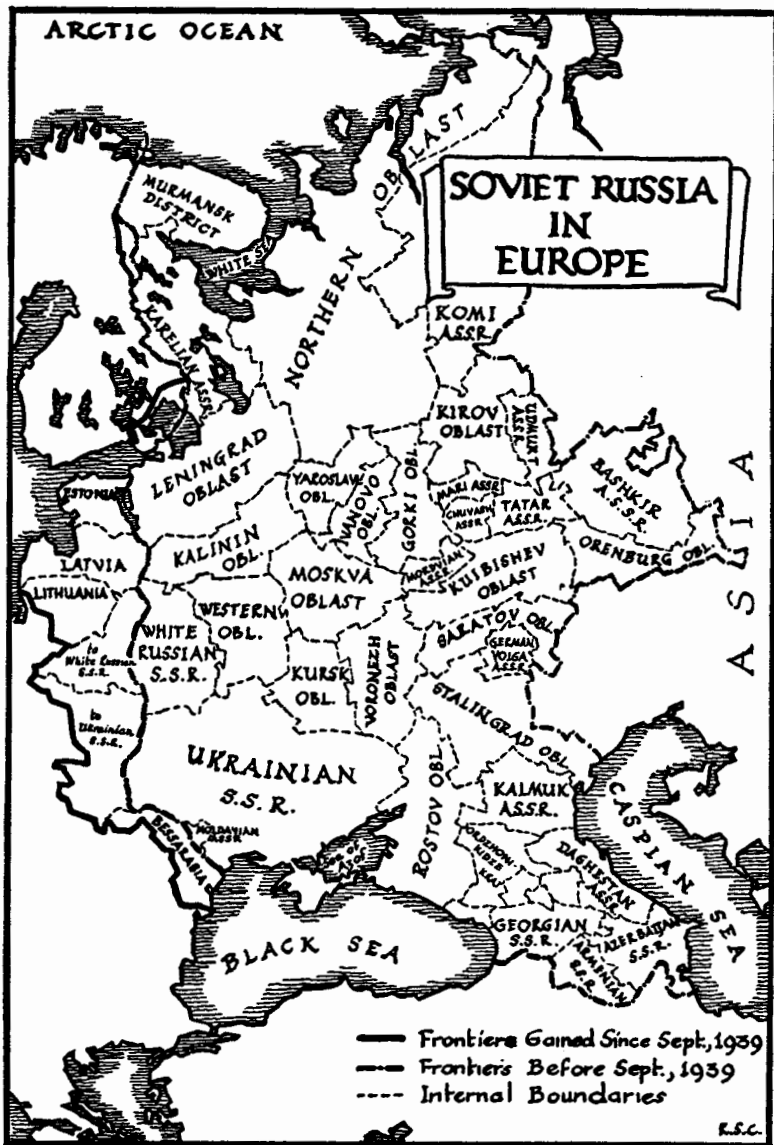 ARCTIC OCEAN
SOVIET RUSSIA
IN
EUROPE
NORTHERN OBLAST
MURMANSK
DISTRICT
WHITE SEA
KARELIAN A.S.S.R.
KOMI
A.S.S.R.
KIROV
OBLAST
UDMURT
A.S.S.R.
BASHKIR
A.S.S.R.
ASIA
LENINGRAD
OBLAST
YAROSLAV
OBL.
IVANOVO
OBL.
GORKI OBL.
MARI ASSR
CHUVASH
ASSR
TATAR
A.S.S.R.
ORENBURG OBL.
ESTONIA
LATVIA
LITHUANIA
KALININ
OBL.
MOSKVA
OBLAST
MORDVIAN
A.S.S.R.
KUIBISHEV
OBLAST
WESTERN
OBL.
WHITE
RUSSIAN
S.S.R.
to
White Russian
S.S.R.
SARATOV OBL.
GERMAN
VOLGA
A.S.S.R.
KURSK
OBL.
VORONEZH
OBLAST
STALINGRAD OBL.
to
Ukrainian
S.S.R.
UKRAINIAN
S.S.R.
ROSTOV OBL.
KALMUK
A.S.S.R.
CASPIAN SEA
BESSARABIA
MOLDAVIAN
ASSR
Sea of
Azof
KRAI
DAGHESTAN
A.S.S.R.
BLACK SEA
GEORGIAN
S.S.R.
AZERBAIJAN
S.S.R.
ARMENIAN
S.S.R.
Frontiers Gained Since Sept., 1939
Frontiers Before Sept., 1939
Internal Boundaries
R.S.C.